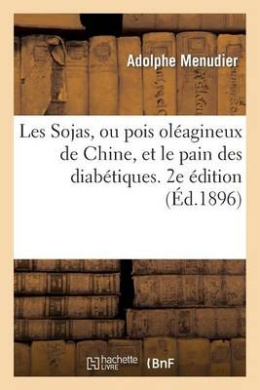 Adolphe Menudier
Les Sojas, ou pois oléagineux
de Chine, et le pain des
diabétiques. 2e édition
(Éd.1896)
hachette
LIVRE
{BnF